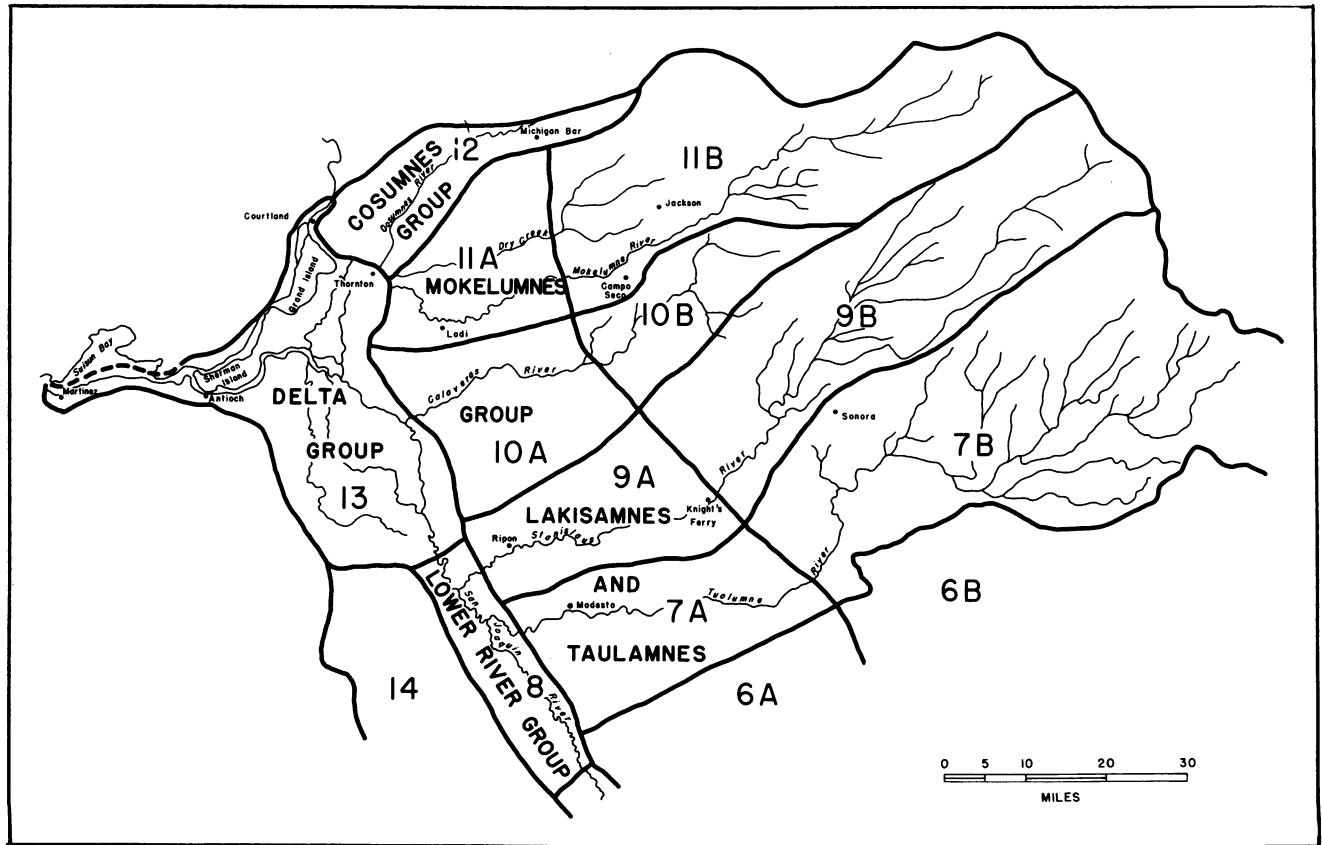 Michigan Bar
12
COSUMNES
GROUP
Cosumnes River
11B
Jackson
Courtland
Dry Creek
11A
MOKELUMNES
Mokelumne River
Campo
Seco
Thornton
Grand Island
Lodi
10B
9B
Suisun Bay
Martinez
Sherman
Island
Antioch
DELTA
GROUP
13
Calaveras River
GROUP
10A
Sonora
7B
9A
LAKISAMNES
River
Knight's
Ferry
Ripon
Stanislaus
AND
7A
Tuolumne River
Modesto
TAULAMNES
6B
6A
14
LOWER RIVER GROUP
San Joaquin River
8
0 5 10 20 30
MILES